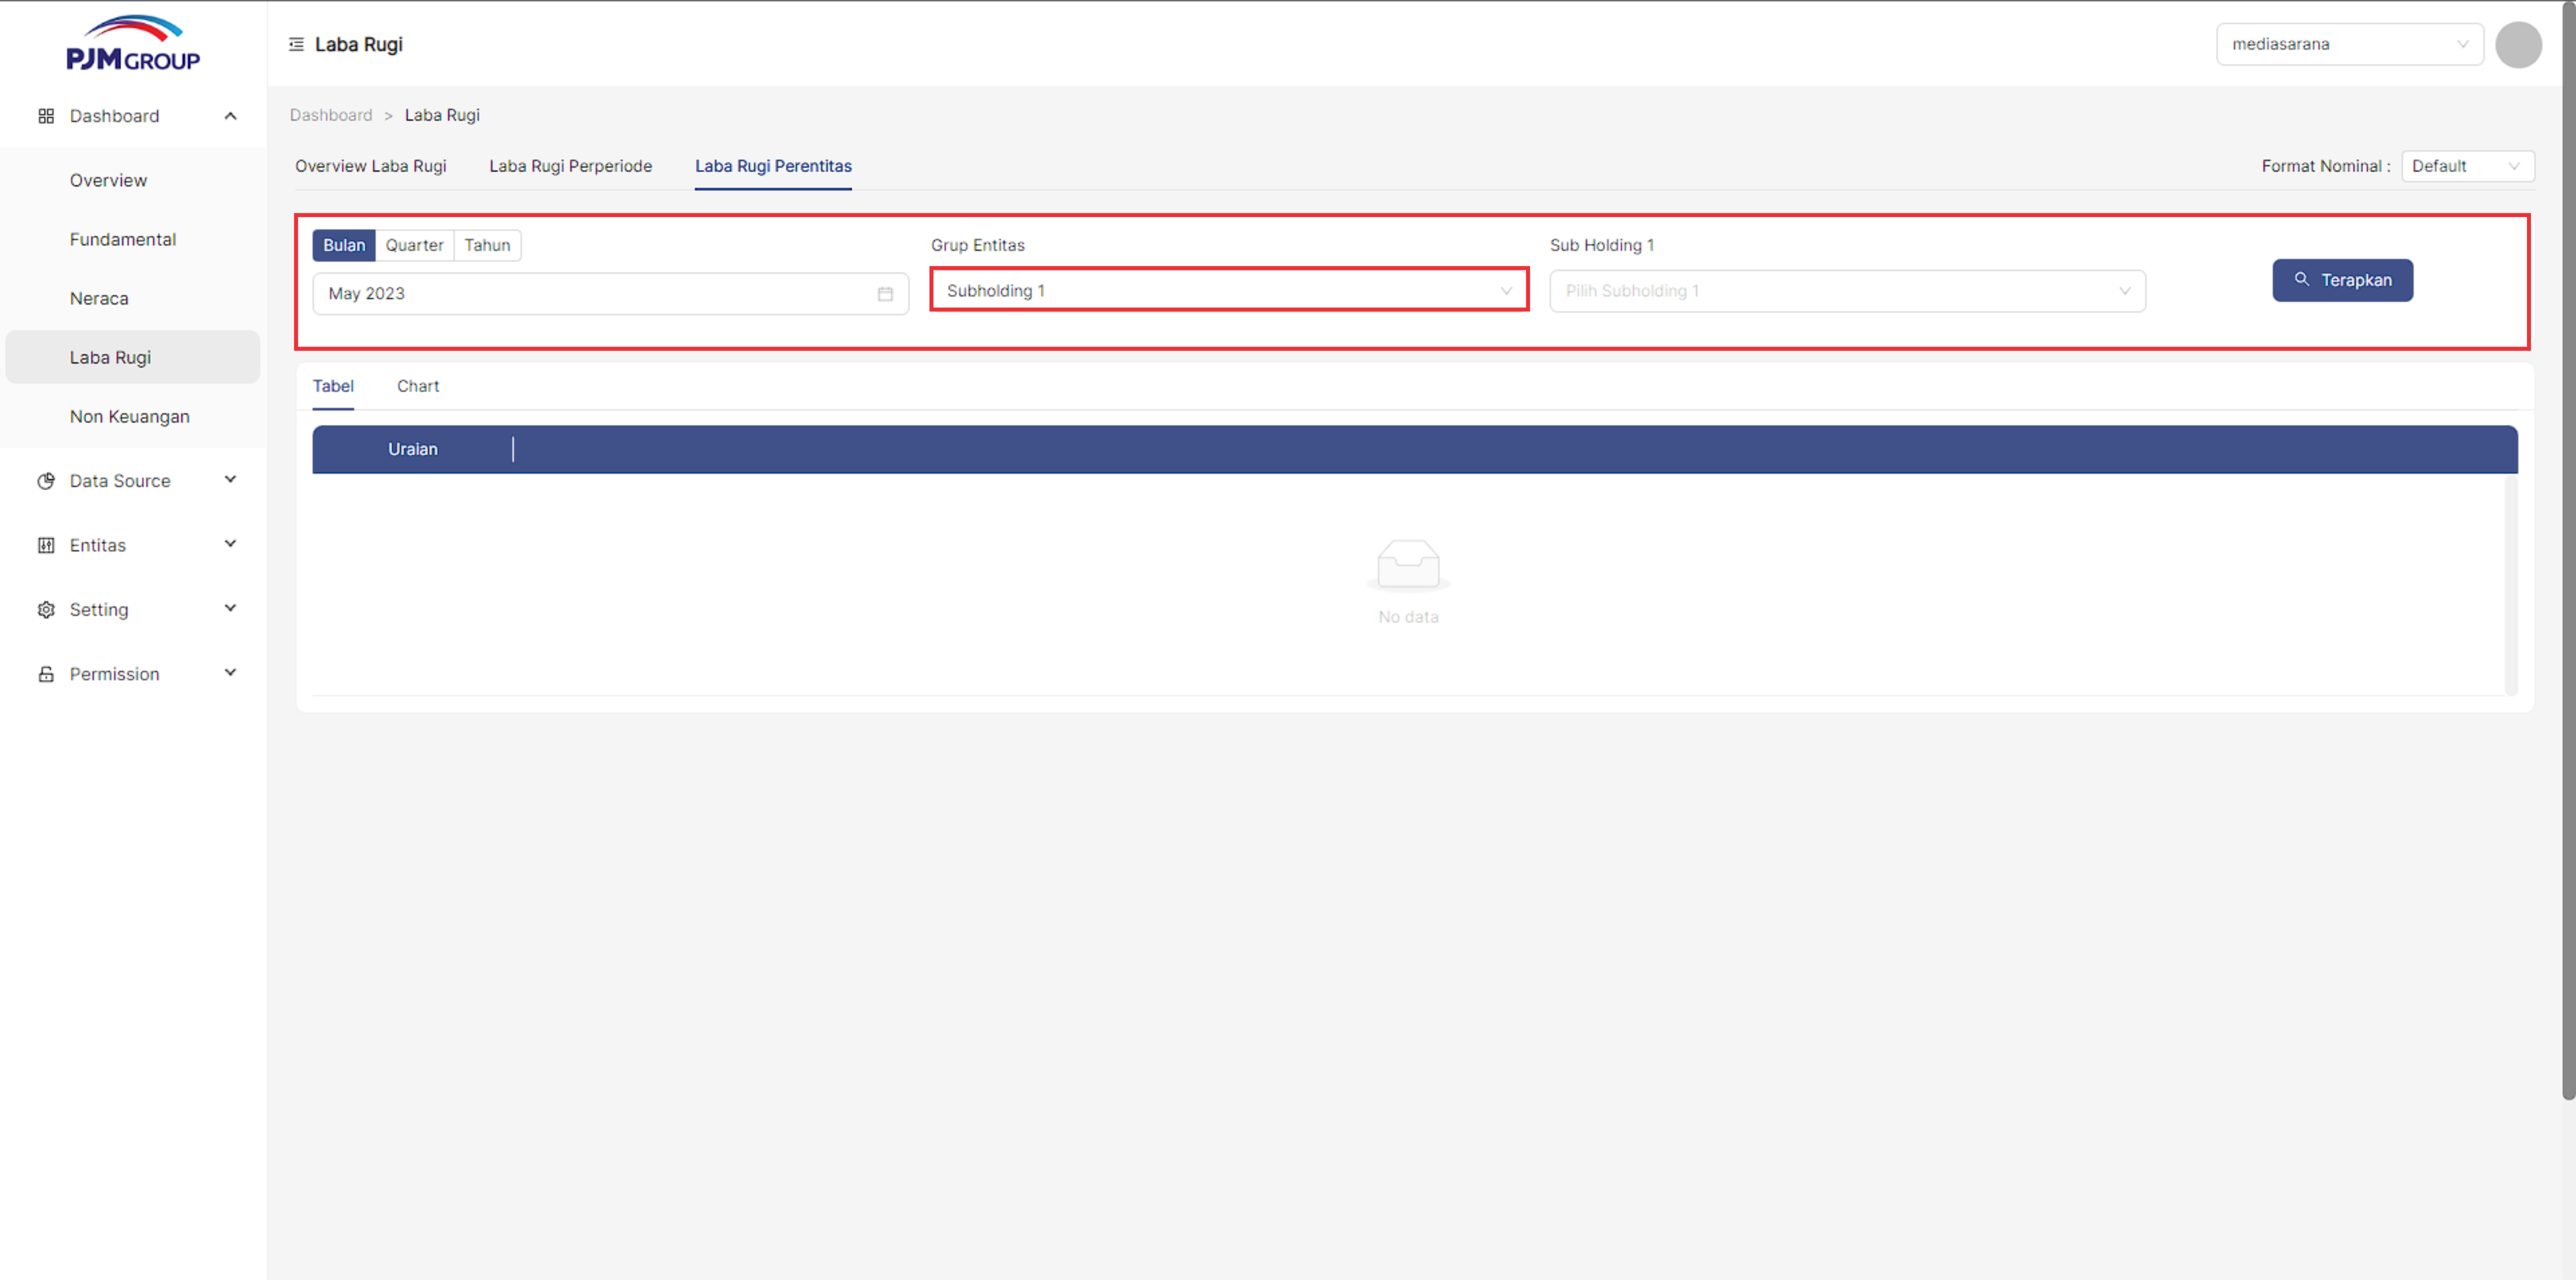 PJM GROUP
Laba Rugi
mediasarana
Dashboard
Overview
Fundamental
Neraca
Laba Rugi
Non Keuangan
Data Source
Entitas
Setting
Permission
Dashboard > Laba Rugi
Overview Laba Rugi Laba Rugi Perperiode Laba Rugi Perentitas
Format Nominal : Default
Bulan Quarter Tahun
May 2023
Grup Entitas
Subholding 1
Sub Holding 1
Pilih Subholding 1
Terapkan
Tabel Chart
Uraian
No data